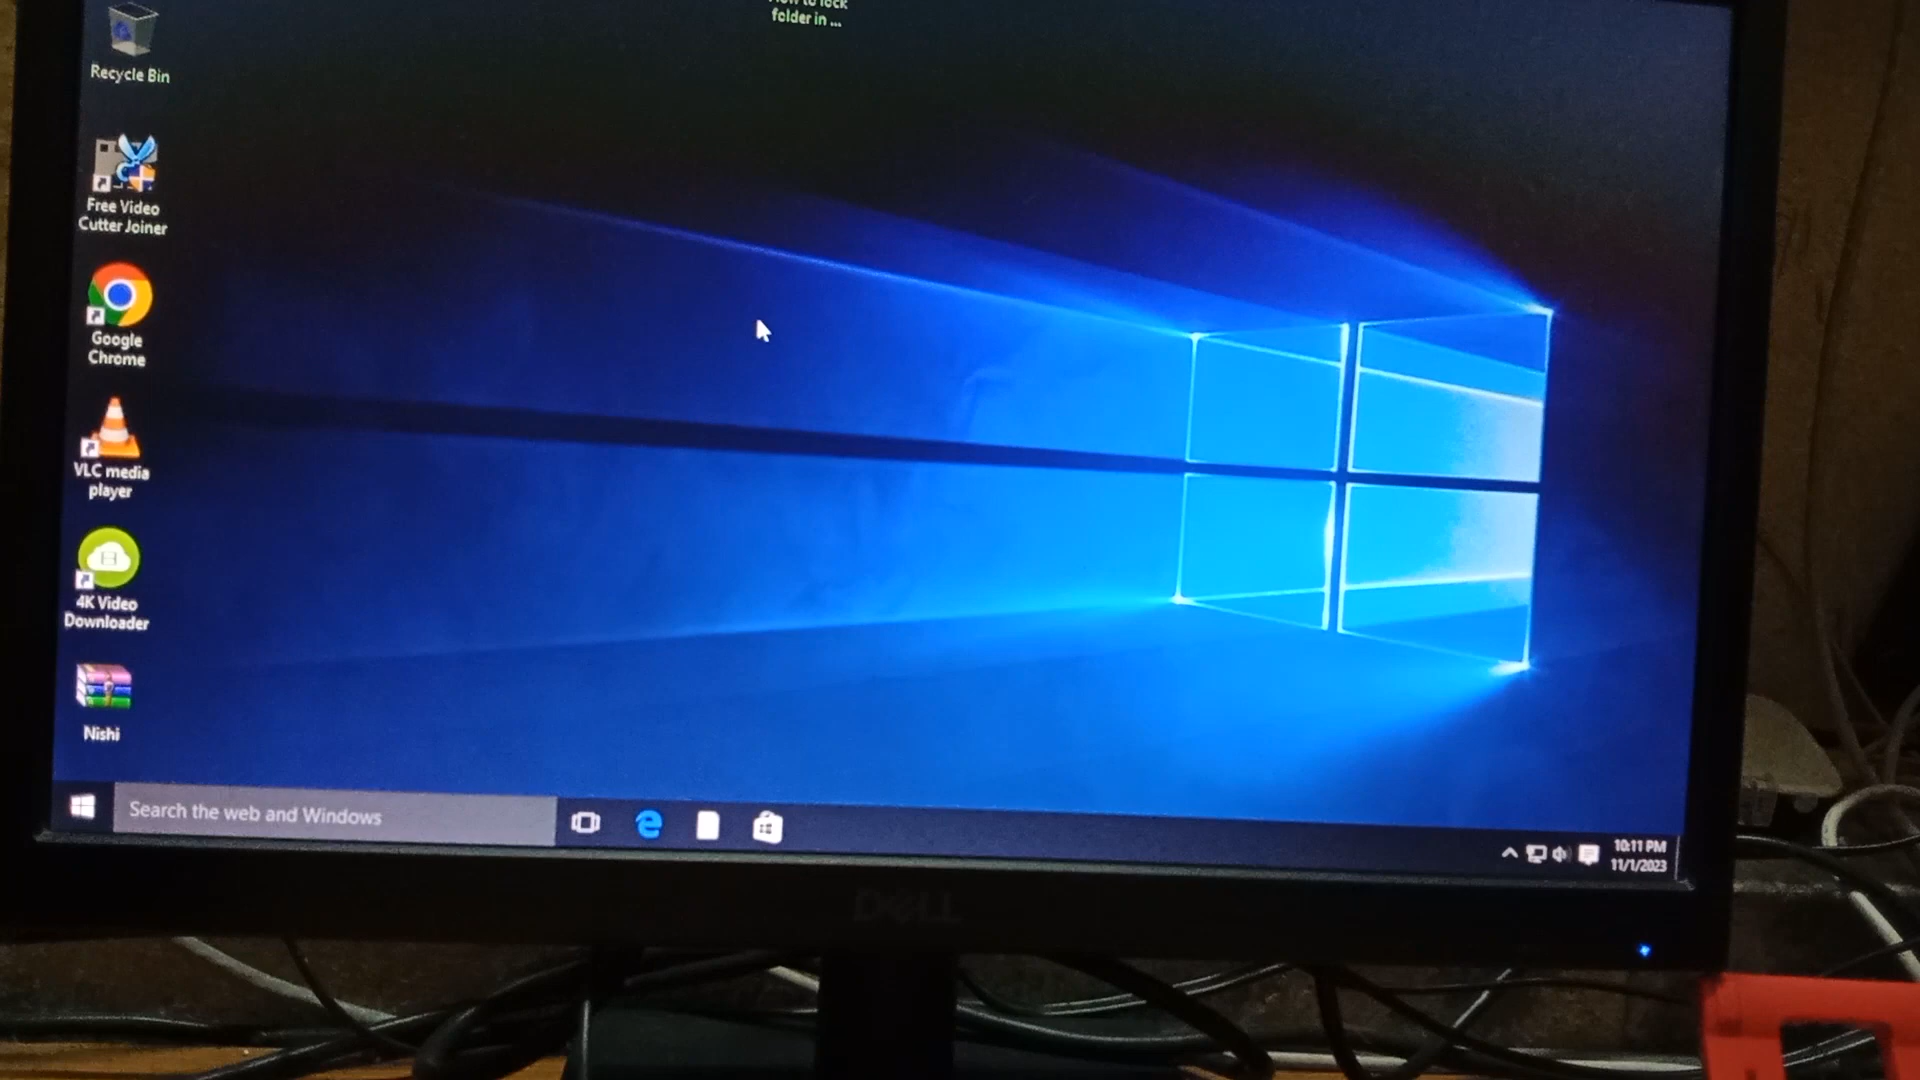 How to lock
folder in ...
Recycle Bin
Free Video
Cutter Joiner
Google
Chrome
VLC media
player
4K Video
Downloader
Nishi
Search the web and Windows
10:11 PM
11/1/2023
DELL